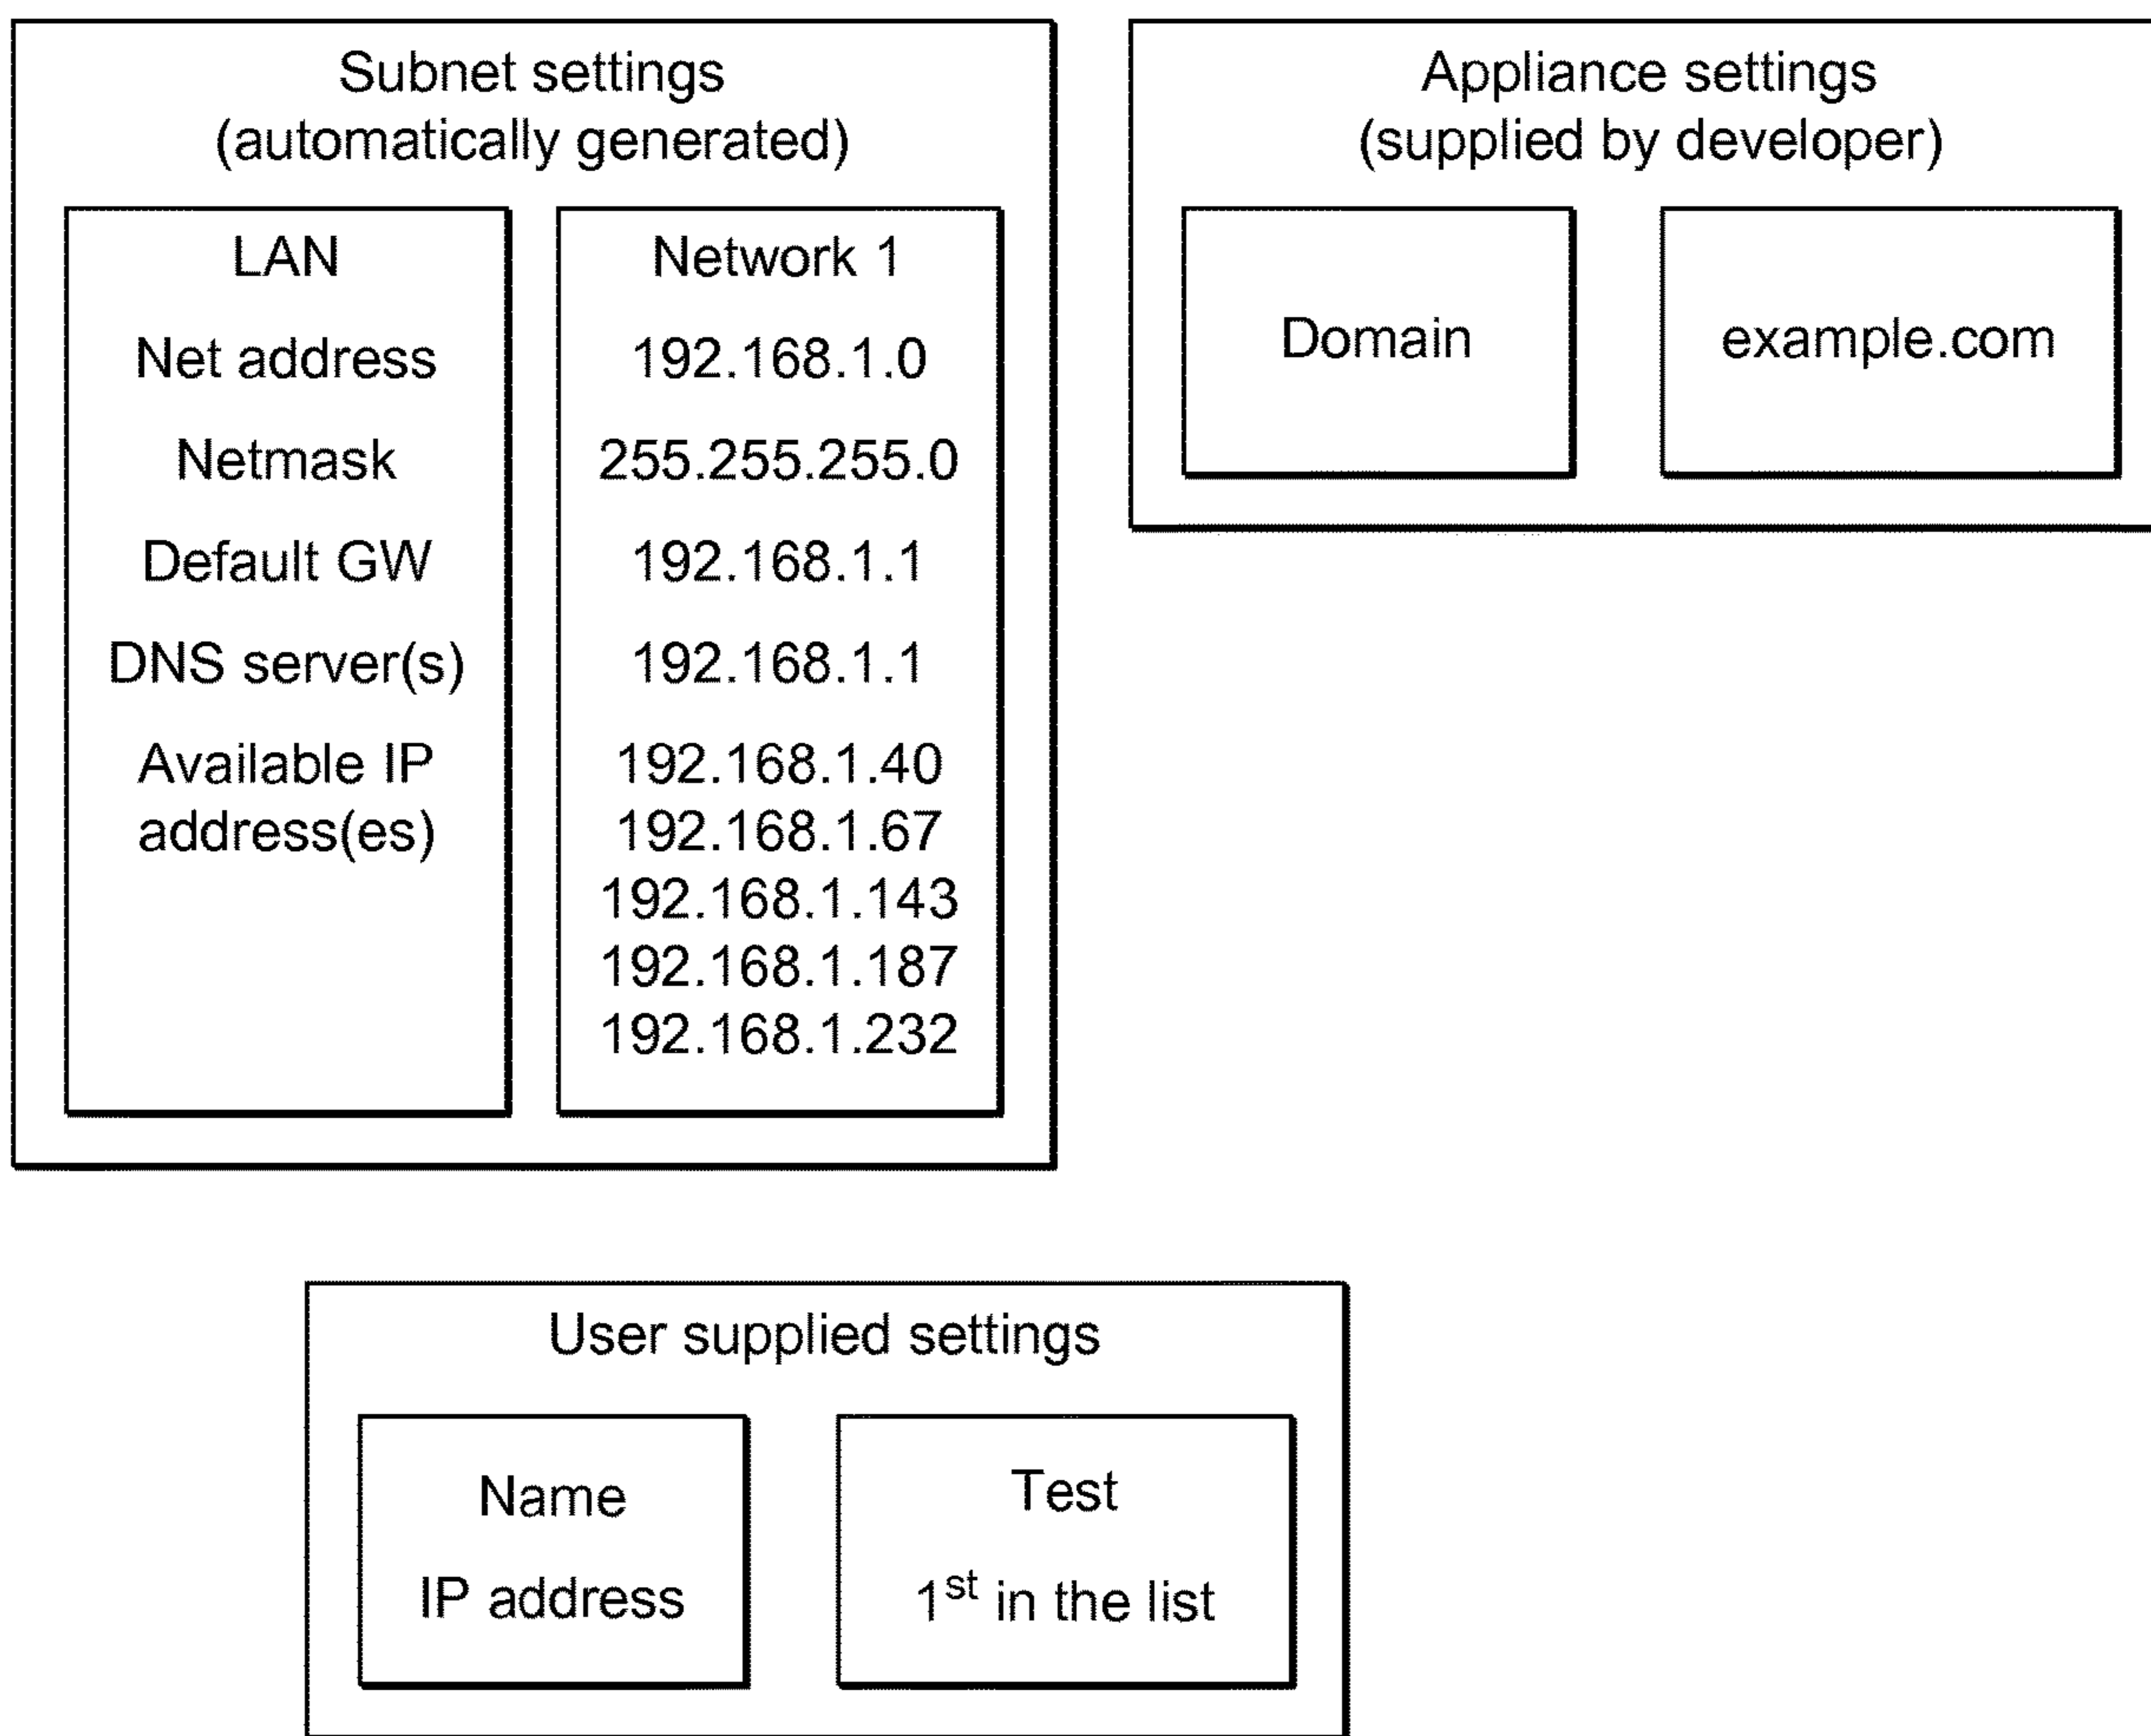 Subnet settings
(automatically generated)
LAN
Network 1
Net address
192.168.1.0
Netmask
255.255.255.0
Default GW
192.168.1.1
DNS server(s)
192.168.1.1
Available IP
address(es)
192.168.1.40
192.168.1.67
192.168.1.143
192.168.1.187
192.168.1.232
Appliance settings
(supplied by developer)
Domain
example.com
User supplied settings
Name
Test
IP address
1st in the list